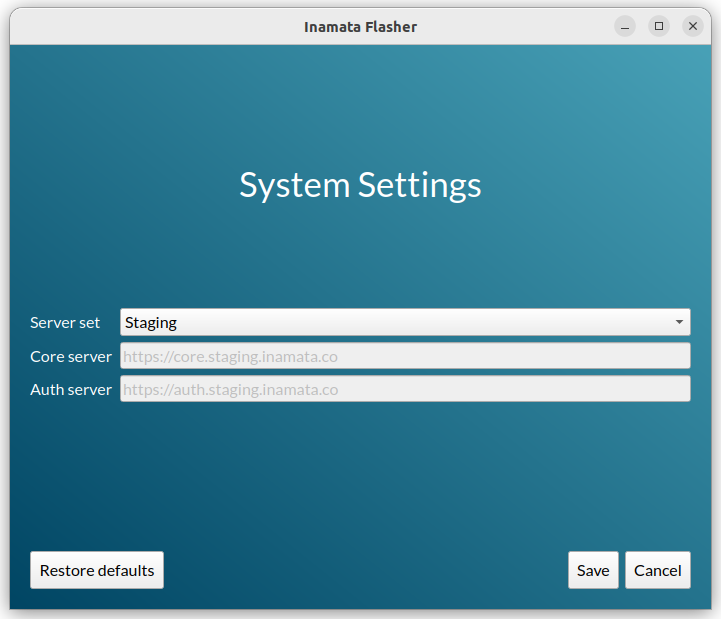 Inamata Flasher
System Settings
Server set Staging
Core server https://core.staging.inamata.co
Auth server https://auth.staging.inamata.co
Restore defaults Save Cancel